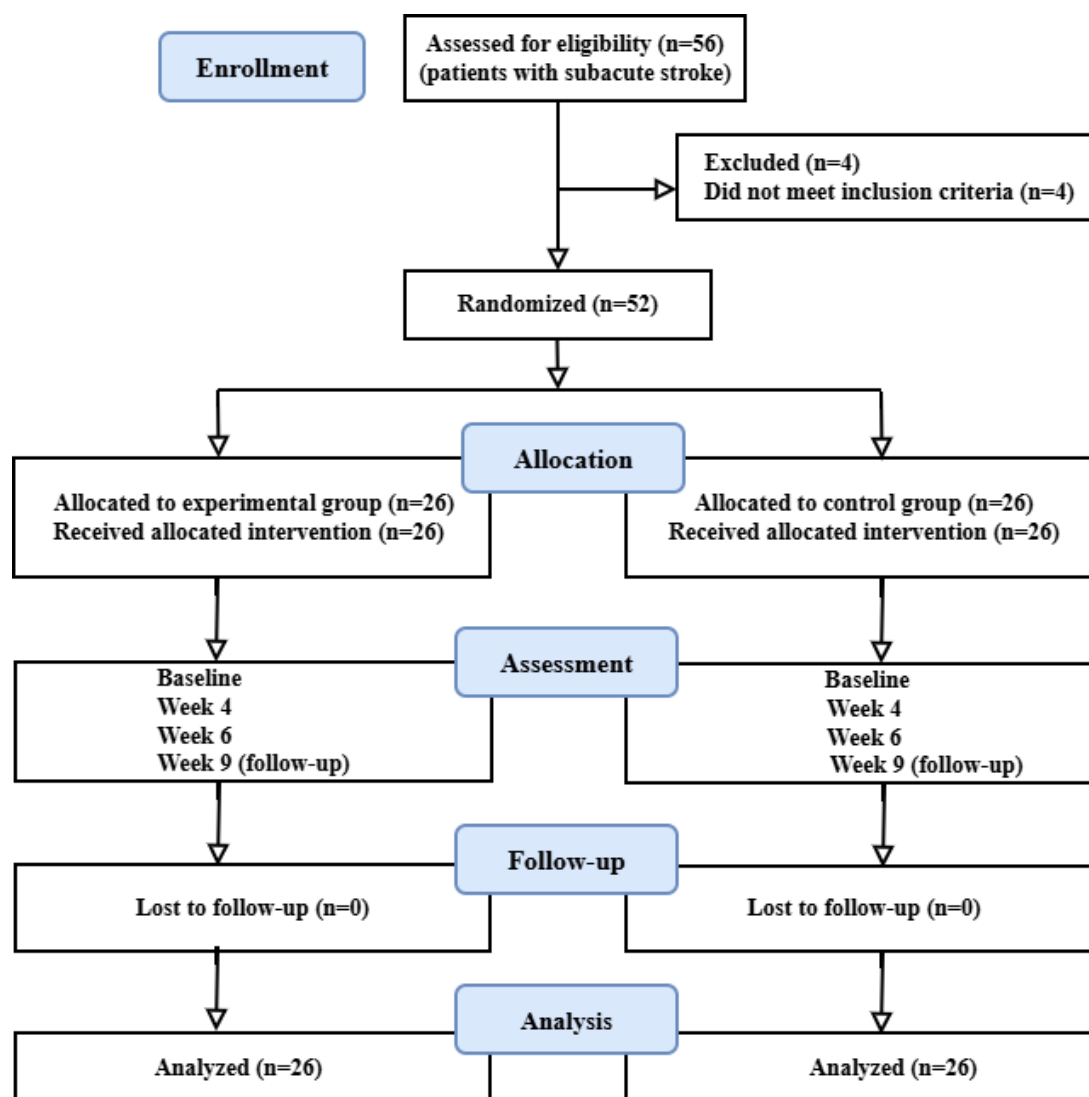 Enrollment
Assessed for eligibility (n=56)
(patients with subacute stroke)
Excluded (n=4)
Did not meet inclusion criteria (n=4)
Randomized (n=52)
Allocation
Allocated to experimental group (n=26)
Received allocated intervention (n=26)
Allocated to control group (n=26)
Received allocated intervention (n=26)
Assessment
Baseline
Week 4
Week 6
Week 9 (follow-up)
Baseline
Week 4
Week 6
Week 9 (follow-up)
Follow-up
Lost to follow-up (n=0)
Lost to follow-up (n=0)
Analysis
Analyzed (n=26)
Analyzed (n=26)